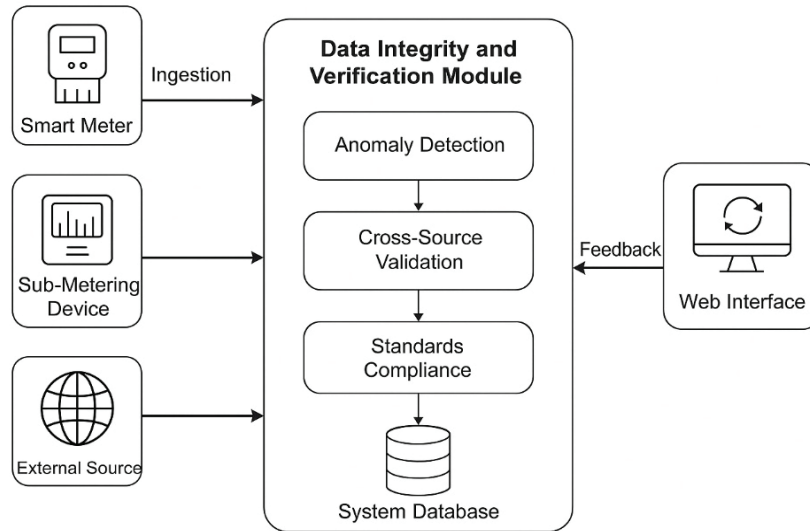 Smart Meter
Ingestion
Sub-Metering
Device
External Source
Data Integrity and
Verification Module
Anomaly Detection
Cross-Source
Validation
Standards
Compliance
System Database
Feedback
Web Interface